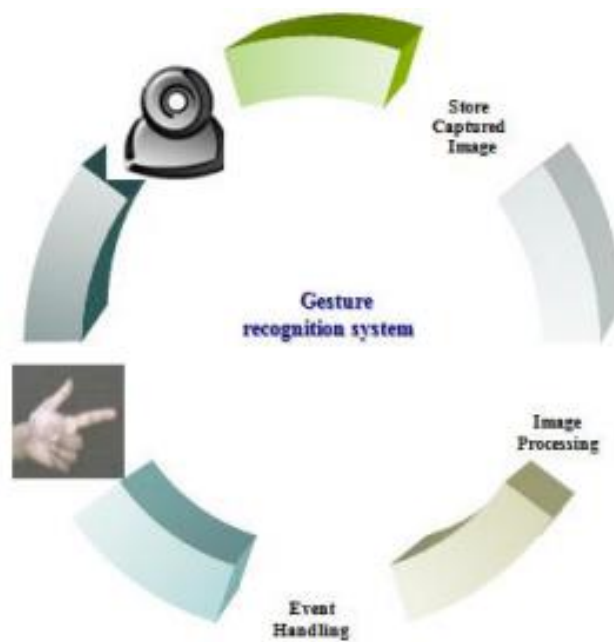 Store
Captured
Image
Gesture
recognition system
Image
Processing
Event
Handling